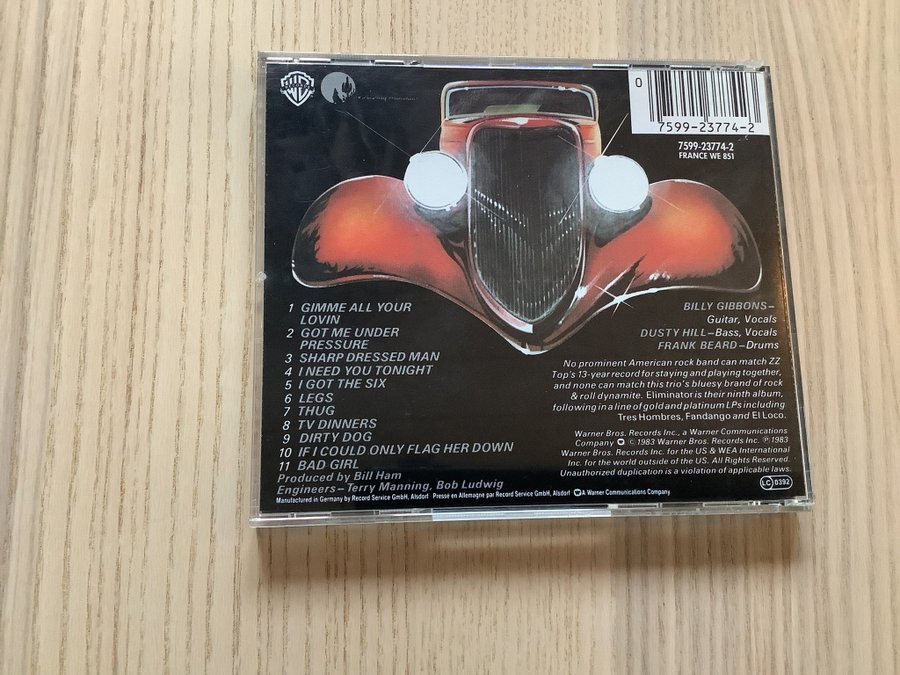 0
7599-23774-2
7599-23774-2
FRANCE WE 851
1 GIMME ALL YOUR
LOVIN
2 GOT ME UNDER
PRESSURE
3 SHARP DRESSED MAN
4 I NEED YOU TONIGHT
5 I GOT THE SIX
6 LEGS
7 THUG
8 TV DINNERS
9 DIRTY DOG
10 IF I COULD ONLY FLAG HER DOWN
11 BAD GIRL
Produced by Bill Ham
Engineers–Terry Manning, Bob Ludwig
BILLY GIBBONS–
Guitar, Vocals
DUSTY HILL–Bass, Vocals
FRANK BEARD–Drums
No prominent American rock band can match ZZ
Top's 13-year record for staying and playing together,
and none can match this trio's bluesy brand of rock
& roll dynamite. Eliminator is their ninth album,
following in a line of gold and platinum LPs including
Tres Hombres, Fandango and El Loco.
Warner Bros. Records Inc., a Warner Communications
Company © 1983 Warner Bros. Records Inc. ℗ 1983
Warner Bros. Records Inc. for the US & WEA International
Inc. for the world outside of the US. All Rights Reserved.
Unauthorized duplication is a violation of applicable laws.
LC 0392
Manufactured in Germany by Record Service GmbH, Alsdorf Presse en Allemagne par Record Service GmbH, Alsdorf A Warner Communications Company